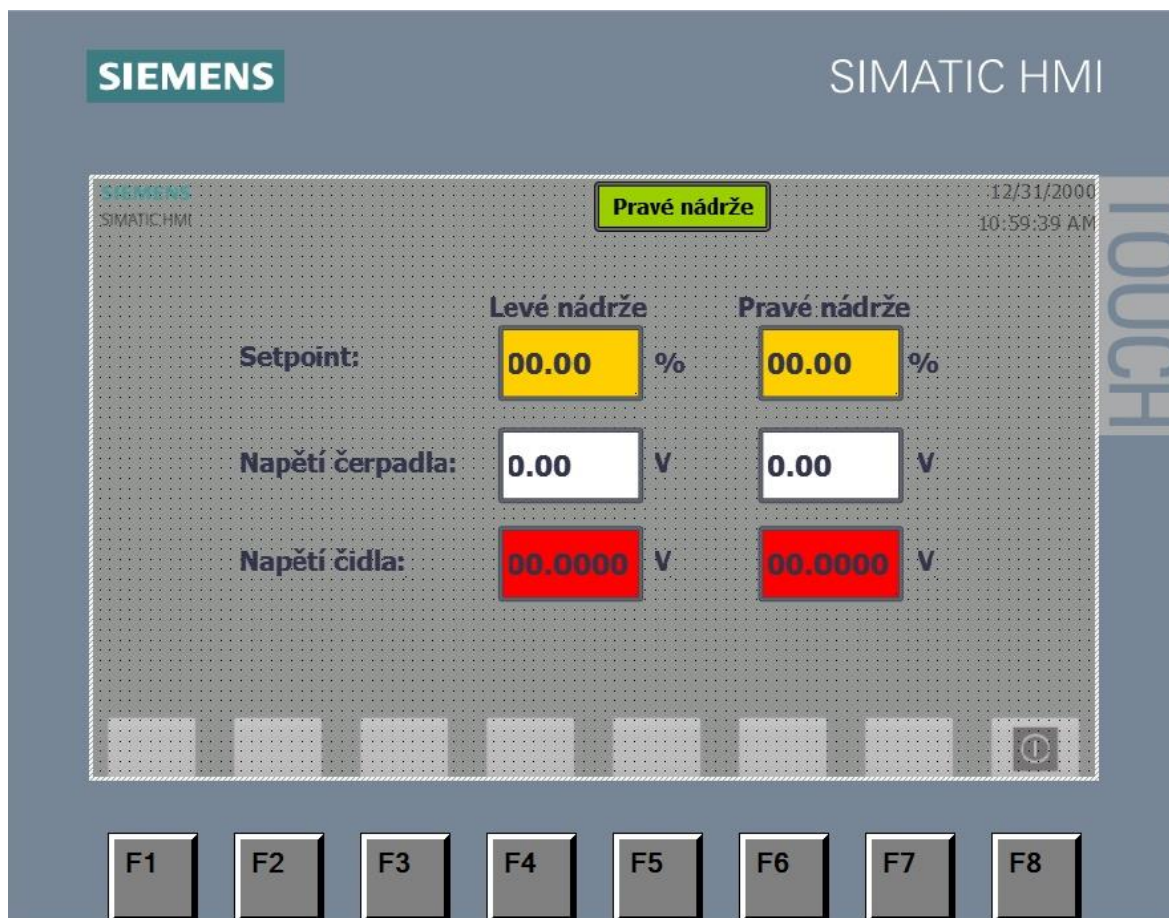 SIEMENS SIMATIC HMI
SIEMENS Pravé nádrže 12/31/2000
SIMATIC HMI 10:59:39 AM
TOUCH
Levé nádrže Pravé nádrže
Setpoint: 00.00 % 00.00 %
Napětí čerpadla: 0.00 V 0.00 V
Napětí čidla: 00.0000 V 00.0000 V
F1 F2 F3 F4 F5 F6 F7 F8